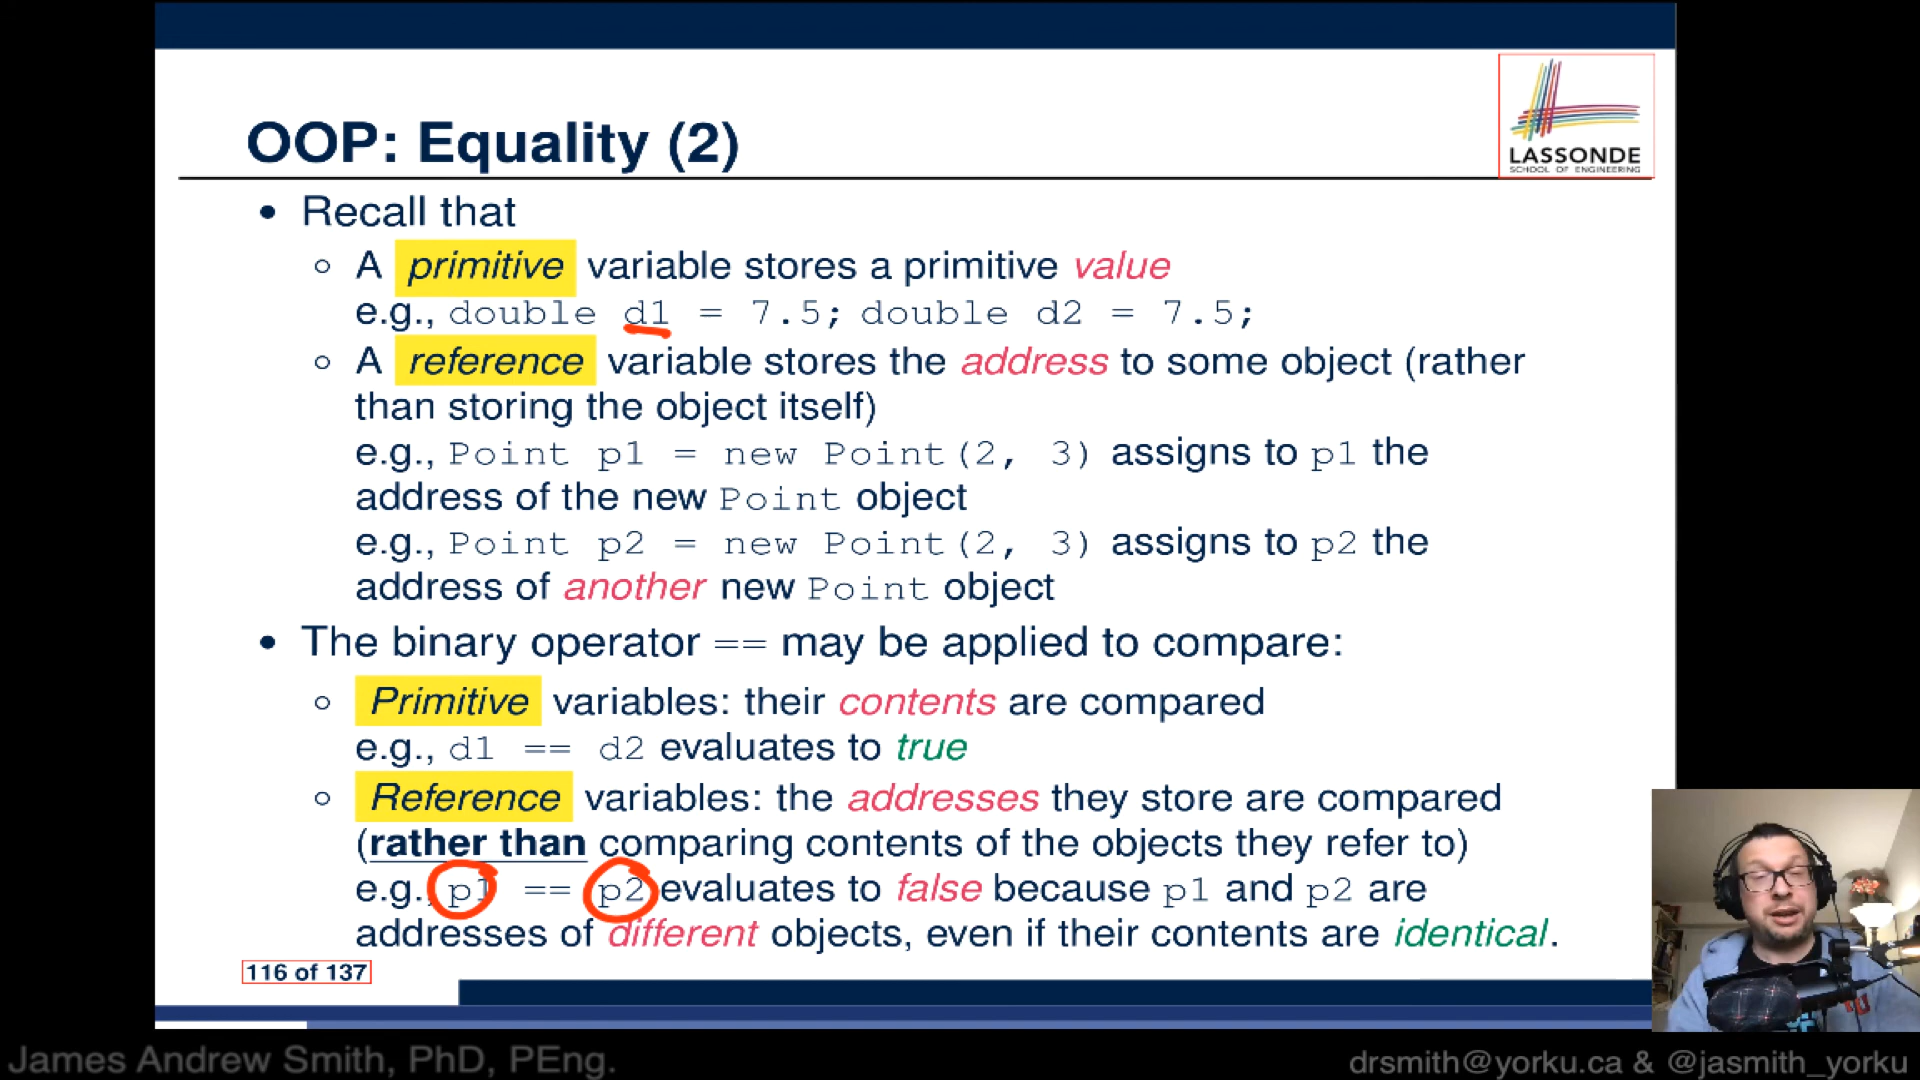 LASSONDE
SCHOOL OF ENGINEERING
OOP: Equality (2)
• Recall that
○ A primitive variable stores a primitive value
e.g., double d1 = 7.5; double d2 = 7.5;
○ A reference variable stores the address to some object (rather
than storing the object itself)
e.g., Point p1 = new Point(2, 3) assigns to p1 the
address of the new Point object
e.g., Point p2 = new Point(2, 3) assigns to p2 the
address of another new Point object
• The binary operator == may be applied to compare:
○ Primitive variables: their contents are compared
e.g., d1 == d2 evaluates to true
○ Reference variables: the addresses they store are compared
(rather than comparing contents of the objects they refer to)
e.g., p1 == p2 evaluates to false because p1 and p2 are
addresses of different objects, even if their contents are identical.
116 of 137
James Andrew Smith, PhD, PEng.
drsmith@yorku.ca & @jasmith_yorku